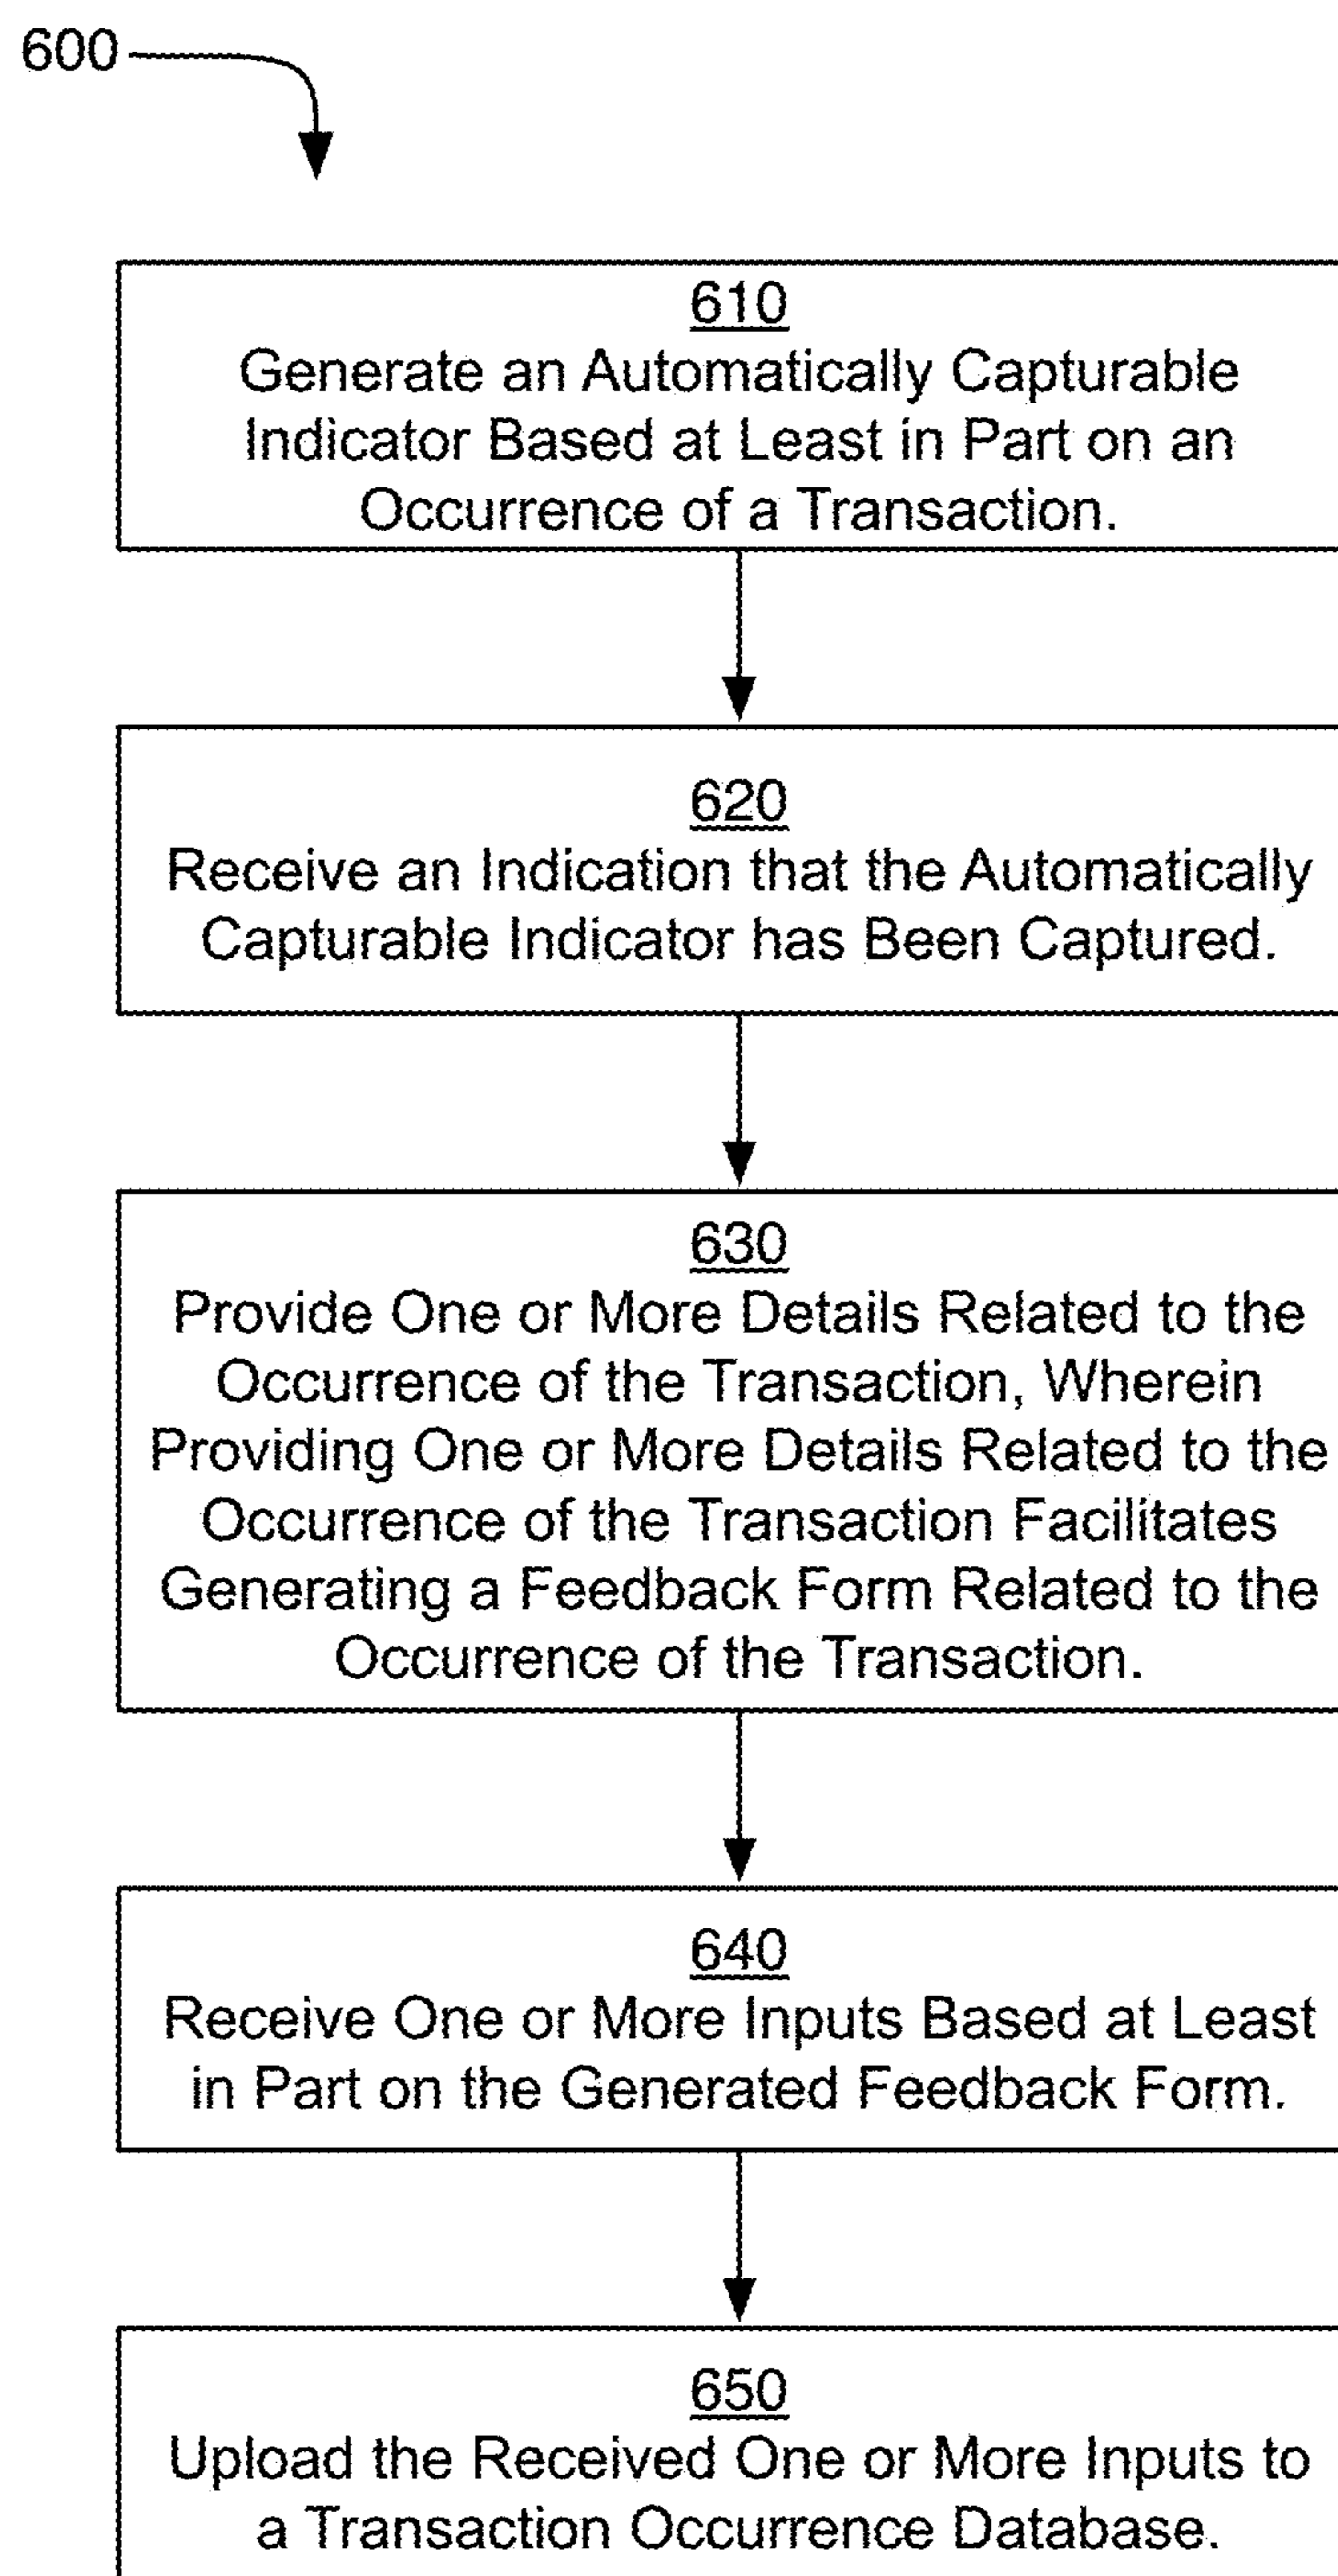 600
610
Generate an Automatically Capturable
Indicator Based at Least in Part on an
Occurrence of a Transaction.
620
Receive an Indication that the Automatically
Capturable Indicator has Been Captured.
630
Provide One or More Details Related to the
Occurrence of the Transaction, Wherein
Providing One or More Details Related to the
Occurrence of the Transaction Facilitates
Generating a Feedback Form Related to the
Occurrence of the Transaction.
640
Receive One or More Inputs Based at Least
in Part on the Generated Feedback Form.
650
Upload the Received One or More Inputs to
a Transaction Occurrence Database.